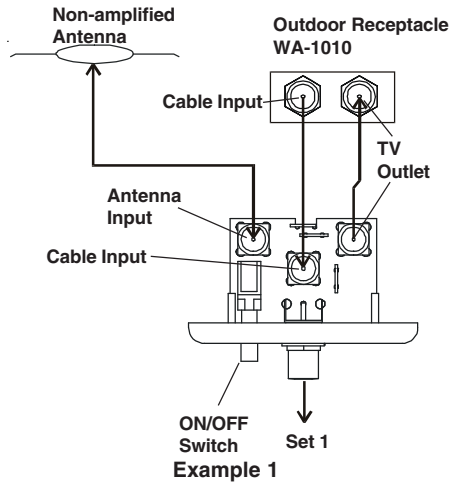 Non-amplified
Antenna
Outdoor Receptacle
WA-1010
Cable Input
TV
Outlet
Antenna
Input
Cable Input
ON/OFF
Switch
Set 1
Example 1